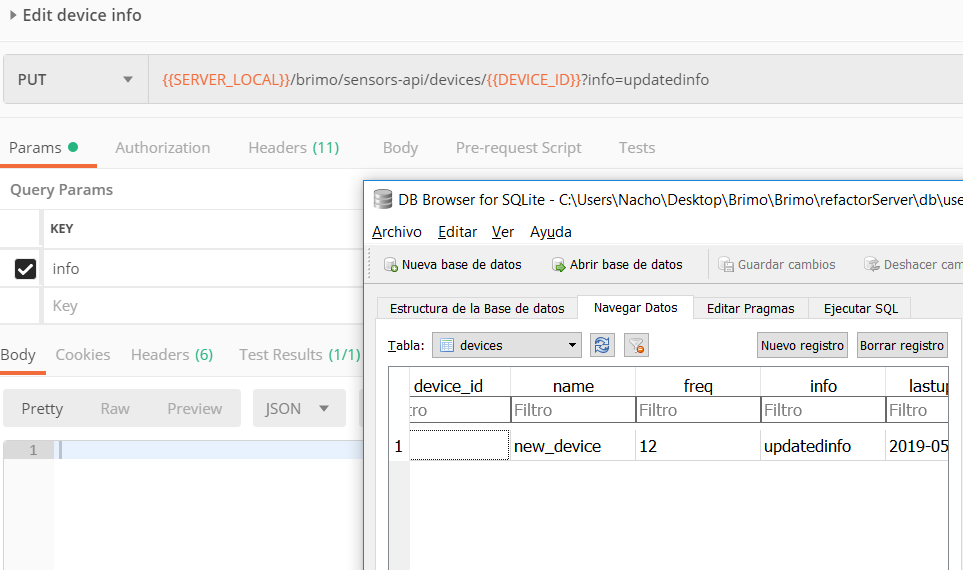 Edit device info
PUT {{SERVER_LOCAL}}/brimo/sensors-api/devices/{{DEVICE_ID}}?info=updatedinfo
Params Authorization Headers (11) Body Pre-request Script Tests
Query Params
KEY
info
Key
Body Cookies Headers (6) Test Results (1/1)
Pretty Raw Preview JSON
1
DB Browser for SQLite - C:\Users\Nacho\Desktop\Brimo\Brimo\refactorServer\db\use
Archivo Editar Ver Ayuda
Nueva base de datos Abrir base de datos Guardar cambios Deshacer cam
Estructura de la Base de datos Navegar Datos Editar Pragmas Ejecutar SQL
Tabla: devices Nuevo registro Borrar registro
device_id name freq info lastup
tro Filtro Filtro Filtro Filtro
1 new_device 12 updatedinfo 2019-05